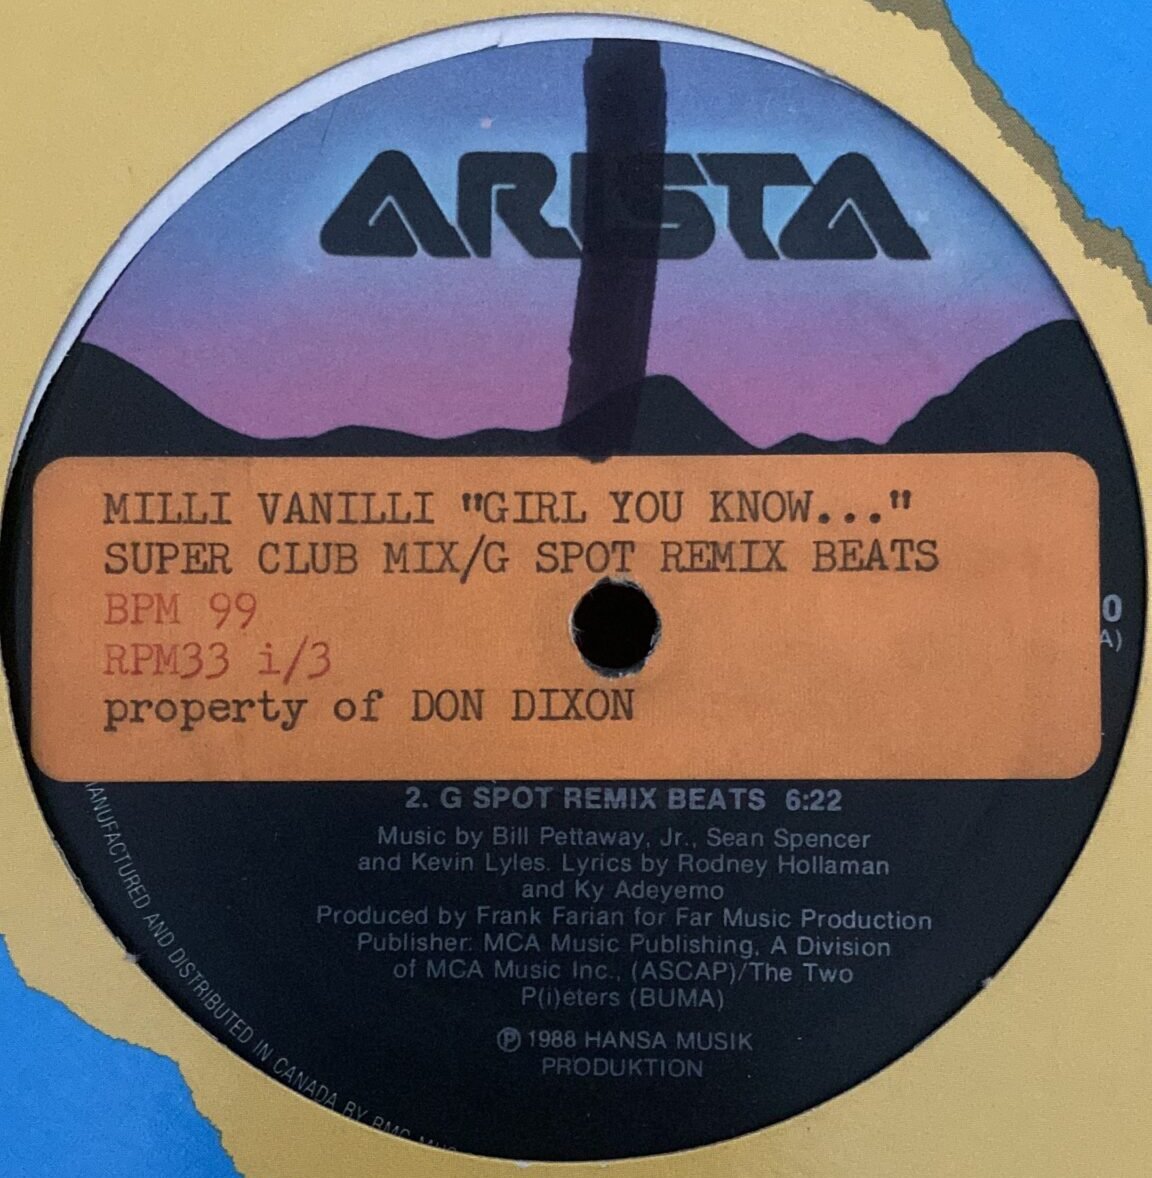 ARISTA
MILLI VANILLI "GIRL YOU KNOW..."
SUPER CLUB MIX/G SPOT REMIX BEATS
BPM 99
RPM33 i/3
property of DON DIXON
0
A)
2. G SPOT REMIX BEATS 6:22
Music by Bill Pettaway, Jr., Sean Spencer
and Kevin Lyles. Lyrics by Rodney Hollaman
and Ky Adeyemo
Produced by Frank Farian for Far Music Production
Publisher: MCA Music Publishing, A Division
of MCA Music Inc., (ASCAP)/The Two
P(i)eters (BUMA)
℗ 1988 HANSA MUSIK
PRODUKTION
ANUFACTURED AND DISTRIBUTED IN CANADA BY BMG